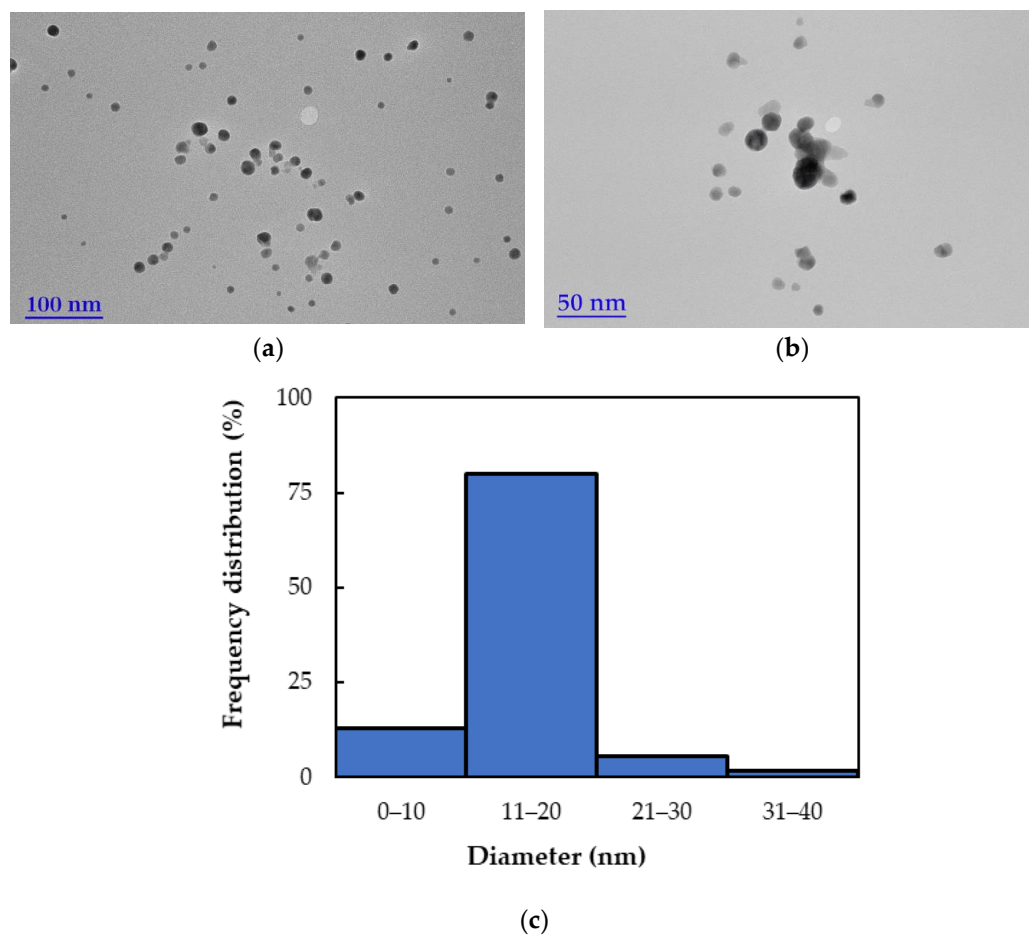 100 nm
50 nm
(a)
(b)
Frequency distribution (%)
100
75
50
25
0
0–10
11–20
21–30
31–40
Diameter (nm)
(c)